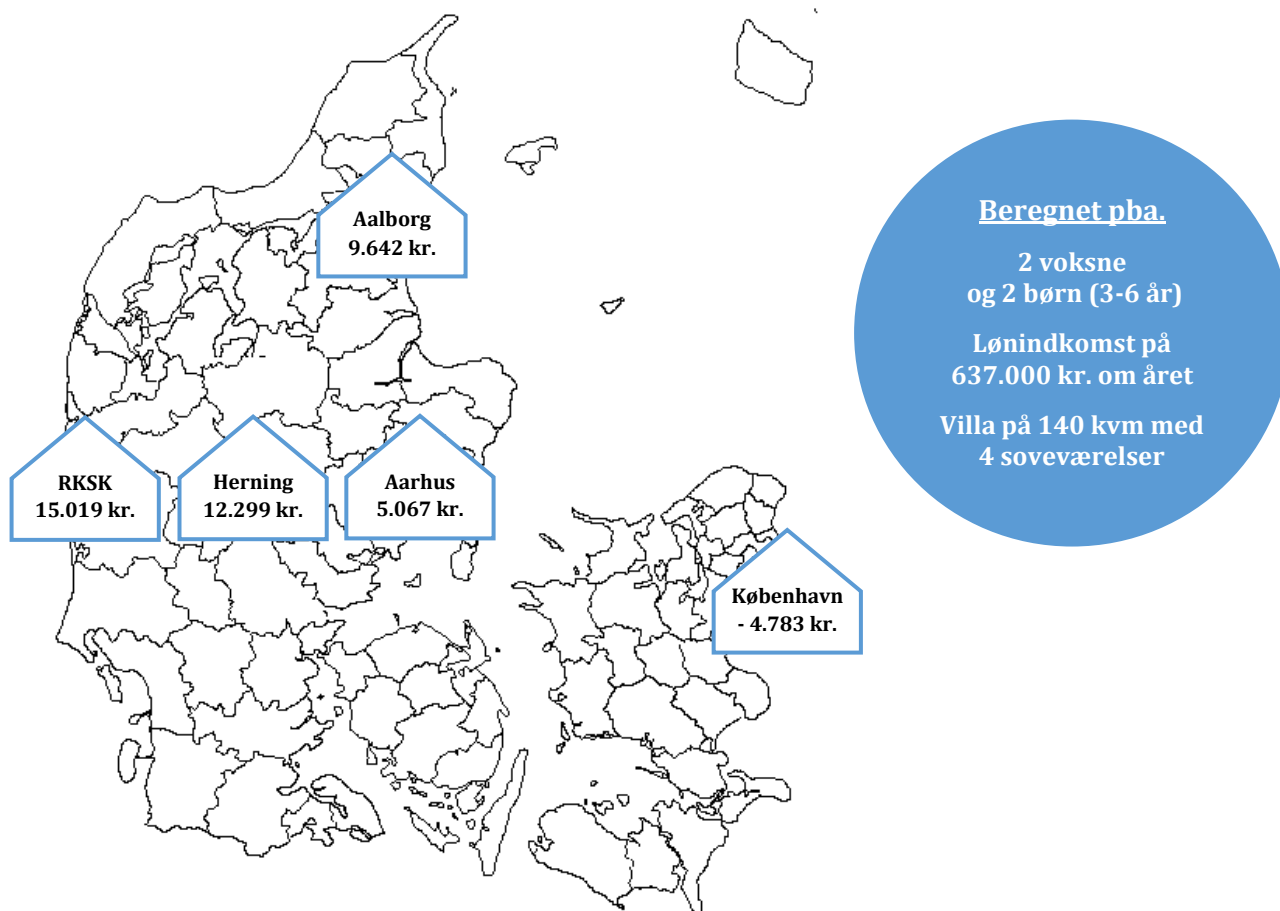 Aalborg
9.642 kr.
RKSK
15.019 kr.
Herning
12.299 kr.
Aarhus
5.067 kr.
København
- 4.783 kr.
Beregnet pba.
2 voksne
og 2 børn (3-6 år)
Lønindkomst på
637.000 kr. om året
Villa på 140 kvm med
4 soveværelser